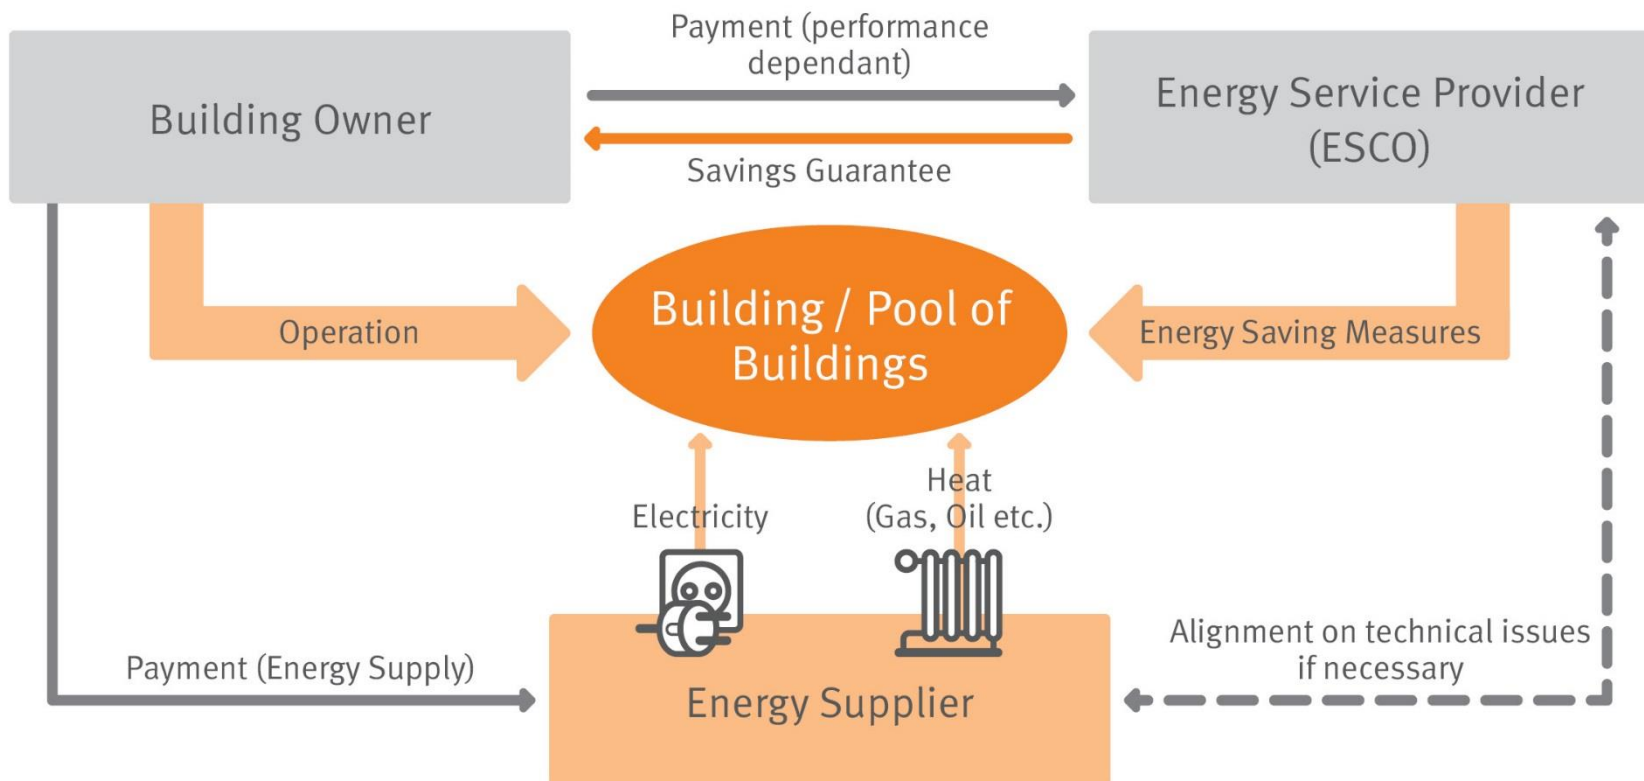 Payment (performance
dependant)
Building Owner
Energy Service Provider
(ESCO)
Savings Guarantee
Building / Pool of
Buildings
Operation
Energy Saving Measures
Electricity
Heat
(Gas, Oil etc.)
Payment (Energy Supply)
Alignment on technical issues
if necessary
Energy Supplier